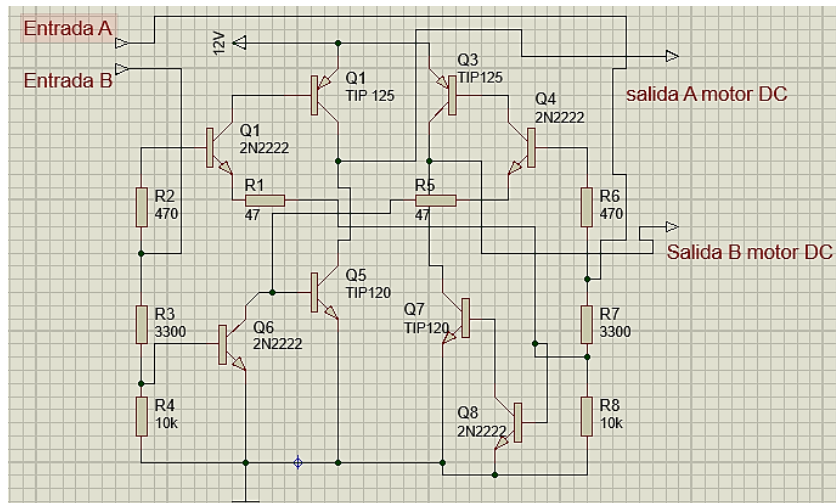 Entrada A
Entrada B
12V
Q1
TIP 125
Q3
TIP125
salida A motor DC
Q1
2N2222
Q4
2N2222
R2
470
R1
47
R5
47
R6
470
Salida B motor DC
R3
3300
Q6
2N2222
Q5
TIP120
Q7
TIP120
R7
3300
R4
10k
Q8
2N2222
R8
10k